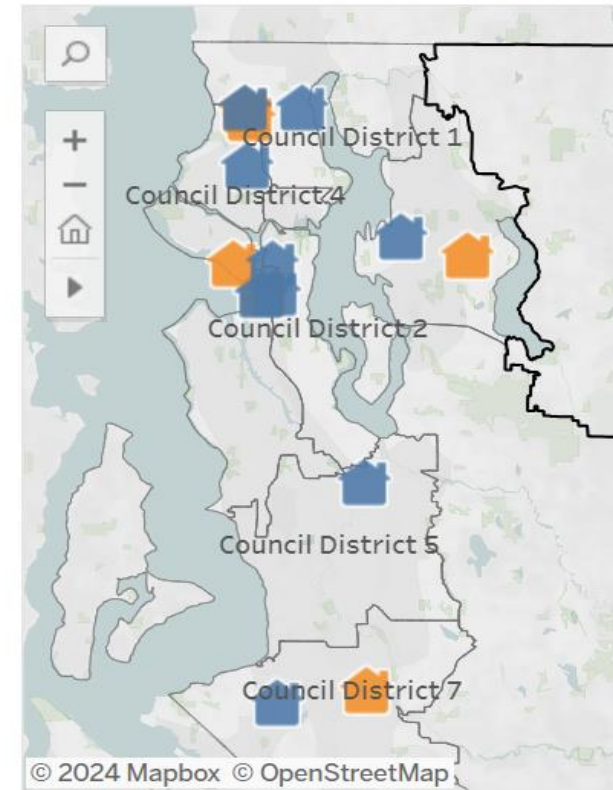 +
−
Council District 1
Council District 4
Council District 2
Council District 5
Council District 7
© 2024 Mapbox © OpenStreetMap